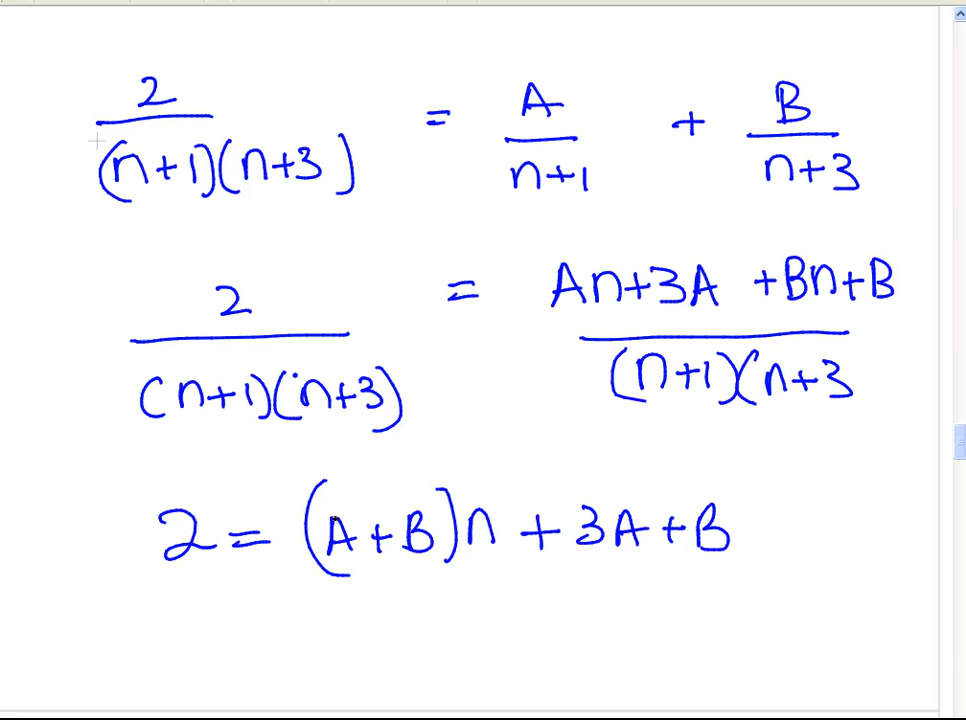 2/(n+1)(n+3) = A/n+1 + B/n+3
2/(n+1)(n+3) = An+3A +Bn+B/(n+1)(n+3
2 = (A+B)n + 3A+B